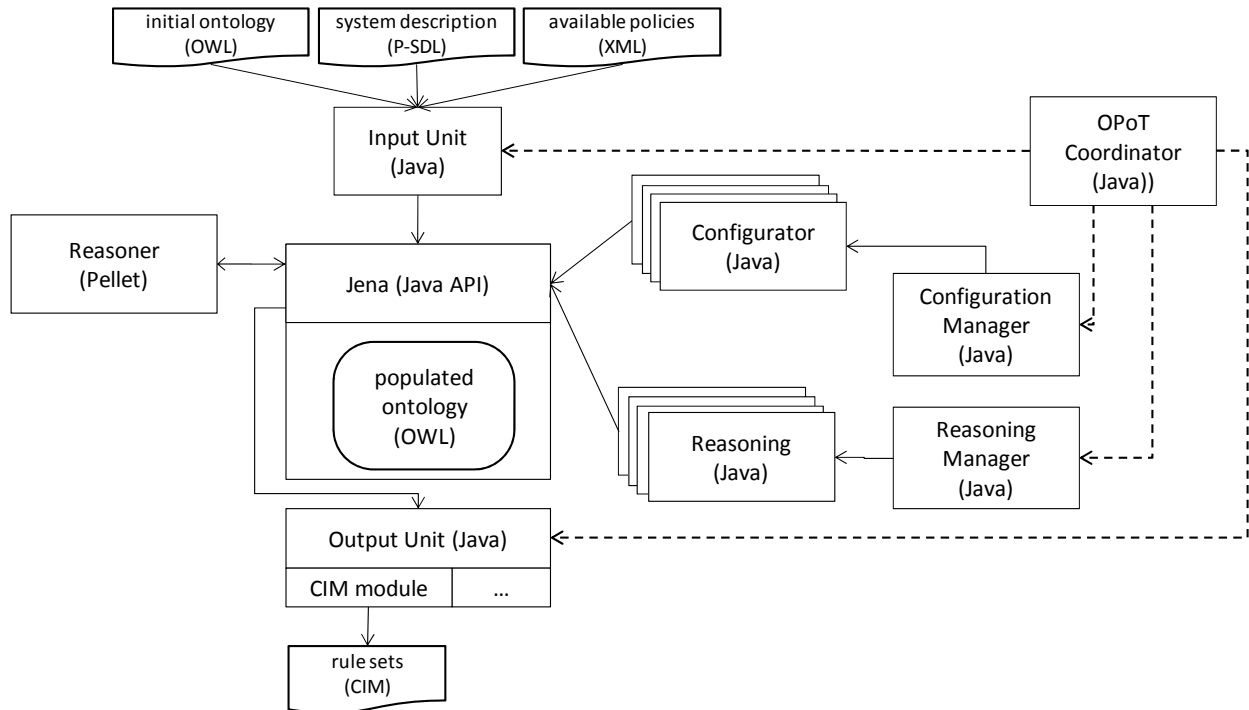 initial ontology
(OWL)
system description
(P-SDL)
available policies
(XML)
Input Unit
(Java)
OPoT
Coordinator
(Java))
Reasoner
(Pellet)
Jena (Java API)
Configurator
(Java)
Configuration
Manager
(Java)
populated
ontology
(OWL)
Reasoning
(Java)
Reasoning
Manager
(Java)
Output Unit (Java)
CIM module
...
rule sets
(CIM)